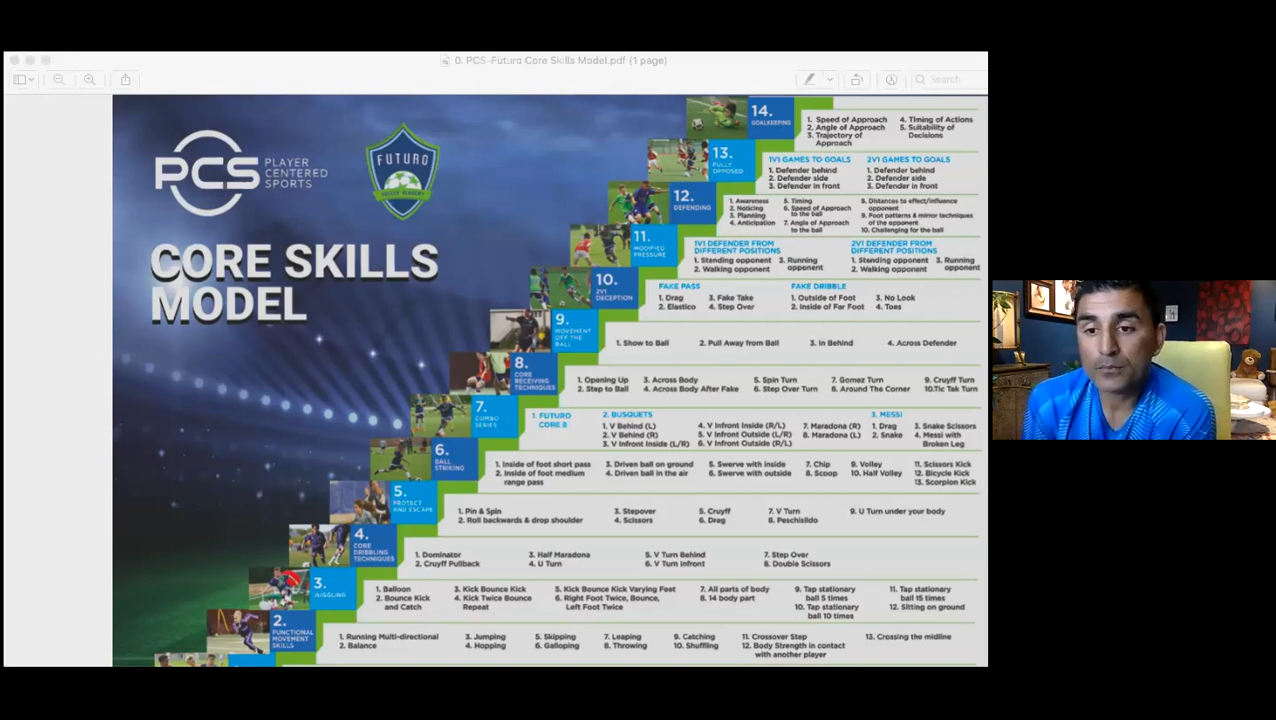 0. PCS-Futuro Core Skills Model.pdf (1 page)
Search
PCS PLAYER CENTERED SPORTS
FUTURO
SOCCER ACADEMY
CORE SKILLS
MODEL
14. GOALKEEPING
1. Speed of Approach
2. Angle of Approach
3. Trajectory of Approach
4. Timing of Actions
5. Suitability of Decisions
13. FULLY OPPOSED
1V1 GAMES TO GOALS
1. Defender behind
2. Defender side
3. Defender in front
2V1 GAMES TO GOALS
1. Defender behind
2. Defender side
3. Defender in front
12. DEFENDING
1. Awareness
2. Noticing
3. Planning
4. Anticipation
5. Timing
6. Speed of Approach to the ball
7. Angle of Approach to the ball
8. Distances to effect/influence opponent
9. Foot patterns & mirror techniques of the opponent
10. Challenging for the ball
11. MODIFIED PRESSURE
1V1 DEFENDER FROM DIFFERENT POSITIONS
1. Standing opponent
2. Walking opponent
3. Running opponent
2V1 DEFENDER FROM DIFFERENT POSITIONS
1. Standing opponent
2. Walking opponent
3. Running opponent
10. 2V1 DECEPTION
FAKE PASS
1. Drag
2. Elastico
3. Fake Take
4. Step Over
FAKE DRIBBLE
1. Outside of Foot
2. Inside of Far Foot
3. No Look
4. Toes
9. MOVEMENT OFF THE BALL
1. Show to Ball
2. Pull Away from Ball
3. In Behind
4. Across Defender
8. CORE RECEIVING TECHNIQUES
1. Opening Up
2. Step to Ball
3. Across Body
4. Across Body After Fake
5. Spin Turn
6. Step Over Turn
7. Gomez Turn
8. Around The Corner
9. Cruyff Turn
10.Tic Tak Turn
7. COMBO SERIES
1. FUTURO CORE 8
2. BUSQUETS
1. V Behind (L)
2. V Behind (R)
3. V Infront Inside (L/R)
4. V Infront Inside (R/L)
5. V Infront Outside (L/R)
6. V Infront Outside (R/L)
7. Maradona (R)
8. Maradona (L)
3. MESSI
1. Drag
2. Snake
3. Snake Scissors
4. Messi with Broken Leg
6. BALL STRIKING
1. Inside of foot short pass
2. Inside of foot medium range pass
3. Driven ball on ground
4. Driven ball in the air
5. Swerve with inside
6. Swerve with outside
7. Chip
8. Scoop
9. Volley
10. Half Volley
11. Scissors Kick
12. Bicycle Kick
13. Scorpion Kick
5. PROTECT AND ESCAPE
1. Pin & Spin
2. Roll backwards & drop shoulder
3. Stepover
4. Scissors
5. Cruyff
6. Drag
7. V Turn
8. Peschisildo
9. U Turn under your body
4. CORE DRIBBLING TECHNIQUES
1. Dominator
2. Cruyff Pullback
3. Half Maradona
4. U Turn
5. V Turn Behind
6. V Turn Infront
7. Step Over
8. Double Scissors
3. JUGGLING
1. Balloon
2. Bounce Kick and Catch
3. Kick Bounce Kick
4. Kick Twice Bounce Repeat
5. Kick Bounce Kick Varying Feet
6. Right Foot Twice, Bounce, Left Foot Twice
7. All parts of body
8. 14 body part
9. Tap stationary ball 5 times
10. Tap stationary ball 10 times
11. Tap stationary ball 15 times
12. Sitting on ground
2. FUNCTIONAL MOVEMENT SKILLS
1. Running Multi-directional
2. Balance
3. Jumping
4. Hopping
5. Skipping
6. Galloping
7. Leaping
8. Throwing
9. Catching
10. Shuffling
11. Crossover Step
12. Body Strength in contact with another player
13. Crossing the midline